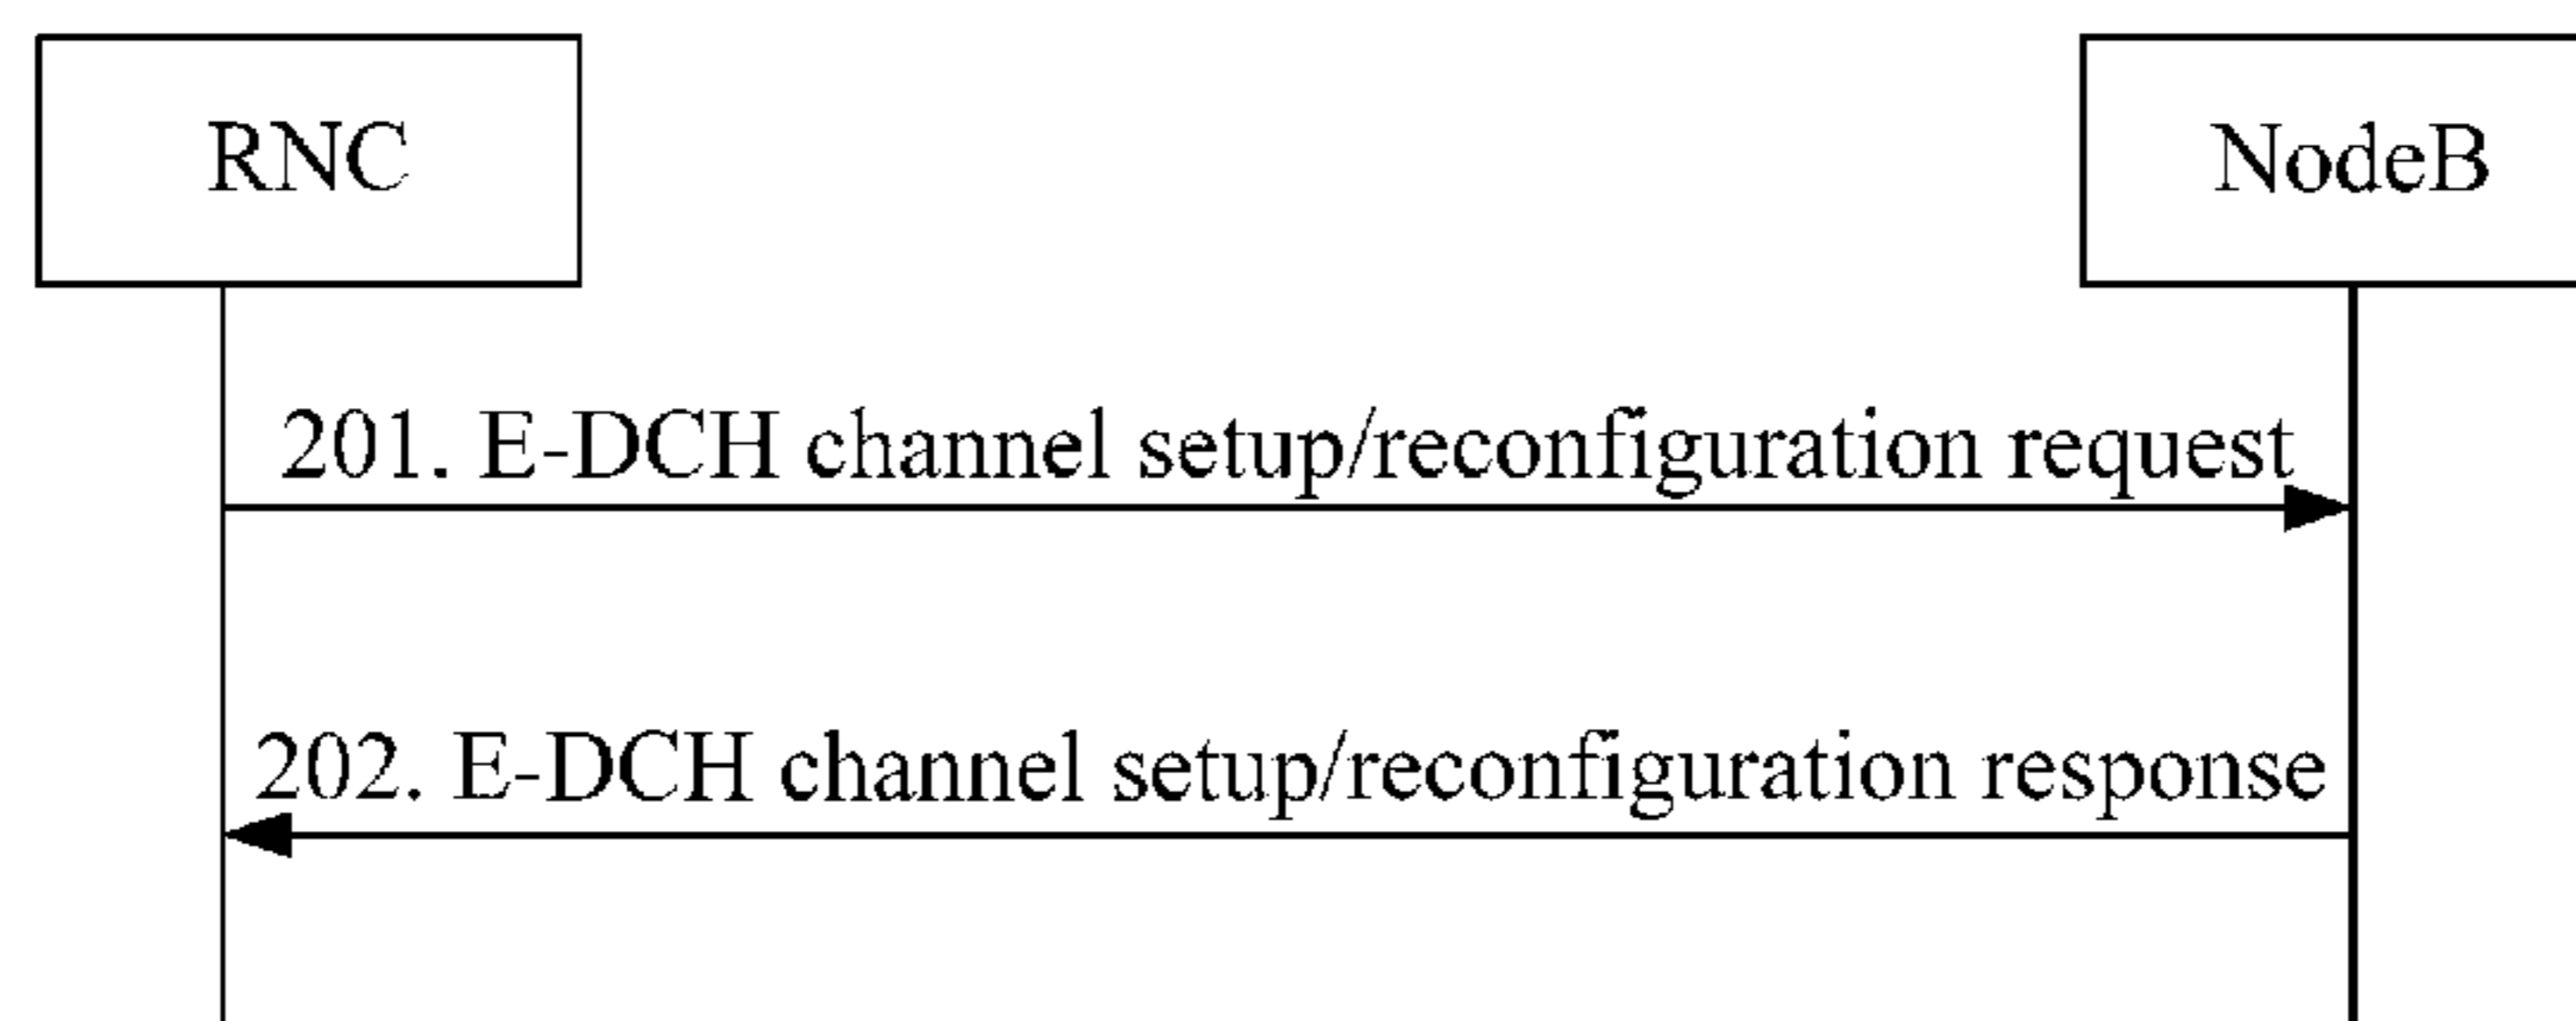 RNC
NodeB
201. E-DCH channel setup/reconfiguration request
202. E-DCH channel setup/reconfiguration response